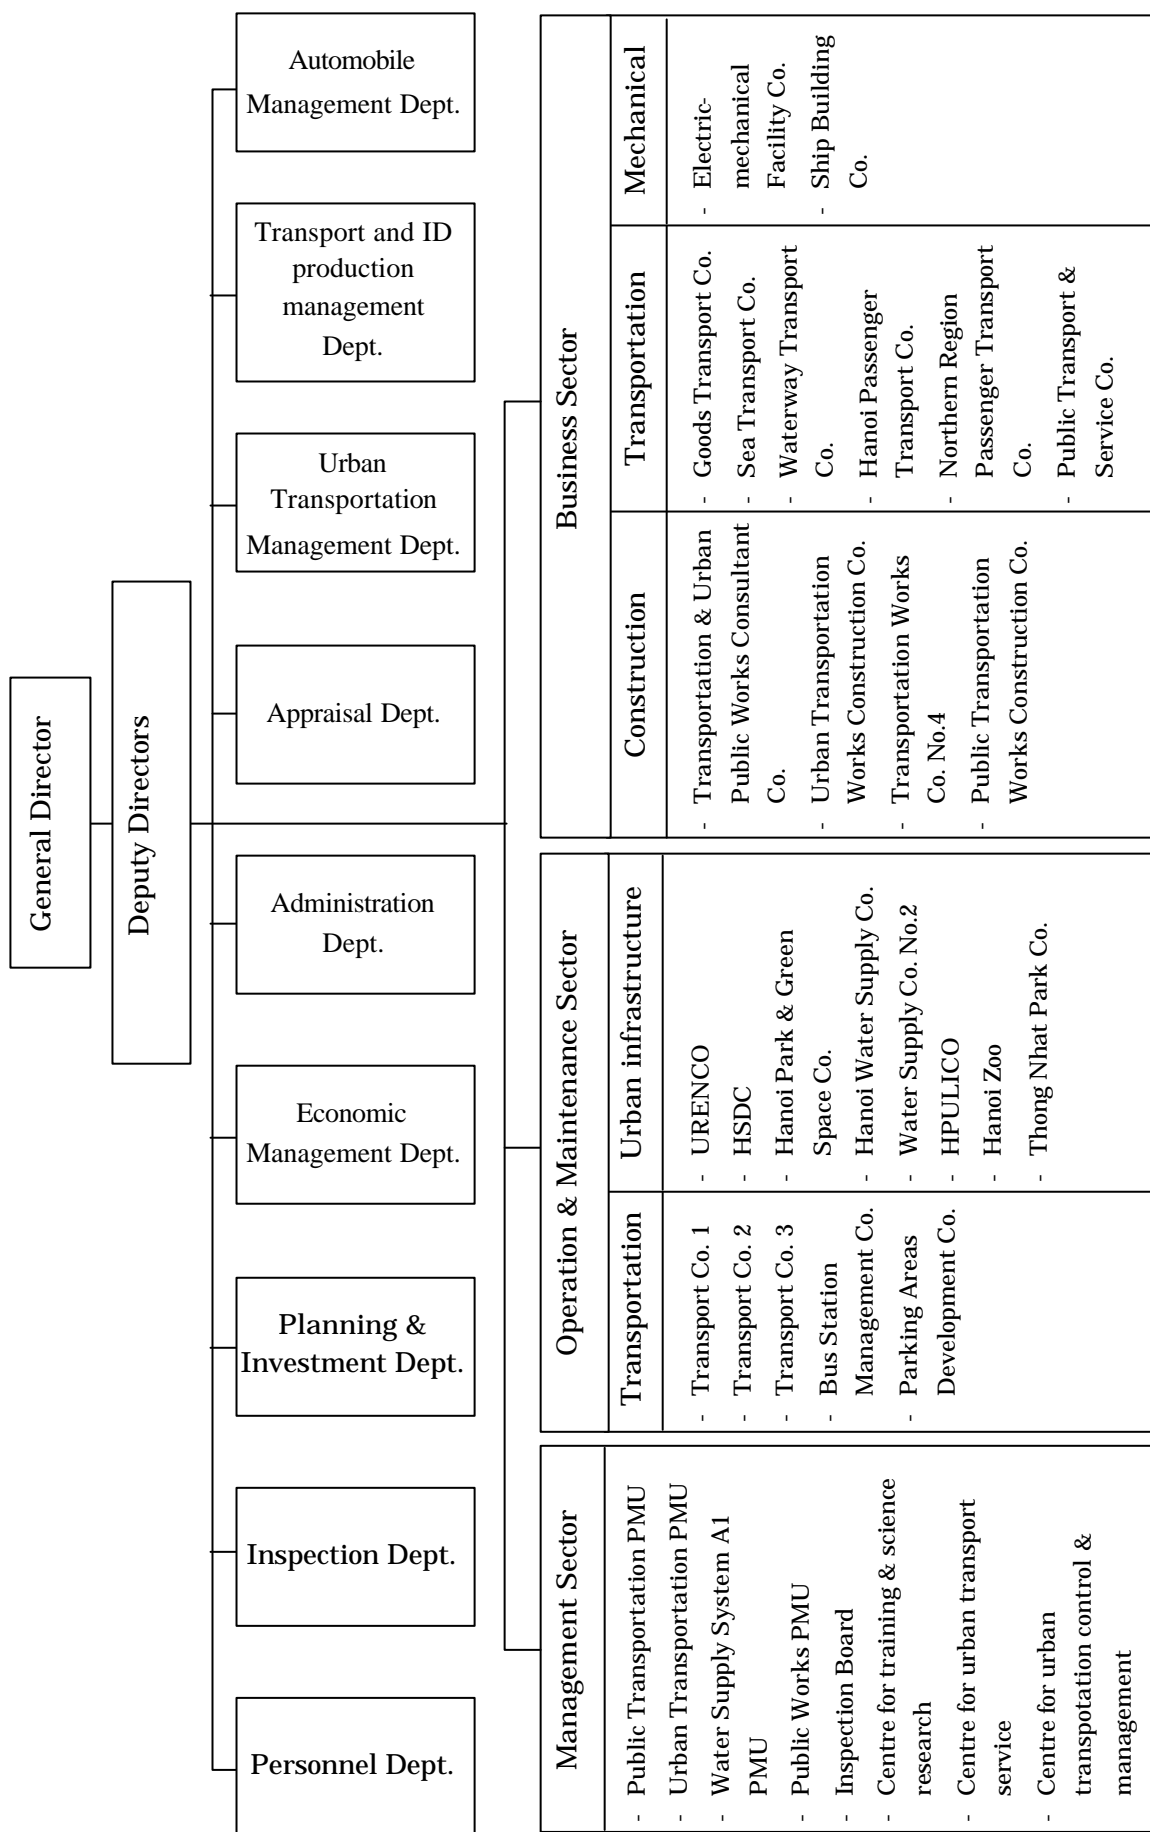 General Director
Deputy Directors
Personnel Dept.
Inspection Dept.
Planning &
Investment Dept.
Economic
Management Dept.
Administration
Dept.
Appraisal Dept.
Urban
Transportation
Management Dept.
Transport and ID
production
management
Dept.
Automobile
Management Dept.
Management Sector
- Public Transportation PMU
- Urban Transportation PMU
- Water Supply System A1
PMU
- Public Works PMU
- Inspection Board
- Centre for training & science
research
- Centre for urban transport
service
- Centre for urban
transpotation control &
management
Operation & Maintenance Sector
Transportation
- Transport Co. 1
- Transport Co. 2
- Transport Co. 3
- Bus Station
Management Co.
- Parking Areas
Development Co.
Urban infrastructure
- URENCO
- HSDC
- Hanoi Park & Green
Space Co.
- Hanoi Water Supply Co.
- Water Supply Co. No.2
- HPULICO
- Hanoi Zoo
- Thong Nhat Park Co.
Business Sector
Construction
- Transportation & Urban
Public Works Consultant
Co.
- Urban Transportation
Works Construction Co.
- Transportation Works
Co. No.4
- Public Transportation
Works Construction Co.
Transportation
- Goods Transport Co.
- Sea Transport Co.
- Waterway Transport
Co.
- Hanoi Passenger
Transport Co.
- Northern Region
Passenger Transport
Co.
- Public Transport &
Service Co.
Mechanical
- Electric-
mechanical
Facility Co.
- Ship Building
Co.